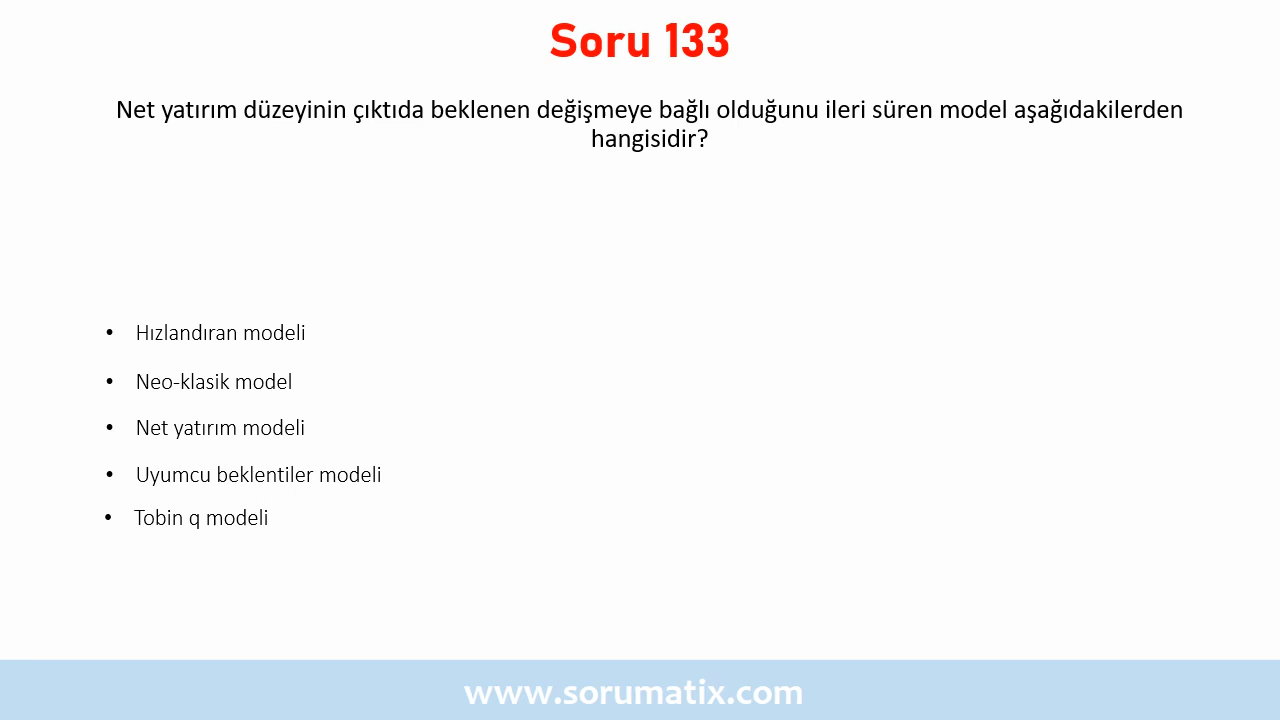 Soru 133
Net yatırım düzeyinin çıktıda beklenen değişmeye bağlı olduğunu ileri süren model aşağıdakilerden
hangisidir?
• Hızlandıran modeli
• Neo-klasik model
• Net yatırım modeli
• Uyumcu beklentiler modeli
• Tobin q modeli
www.sorumatix.com